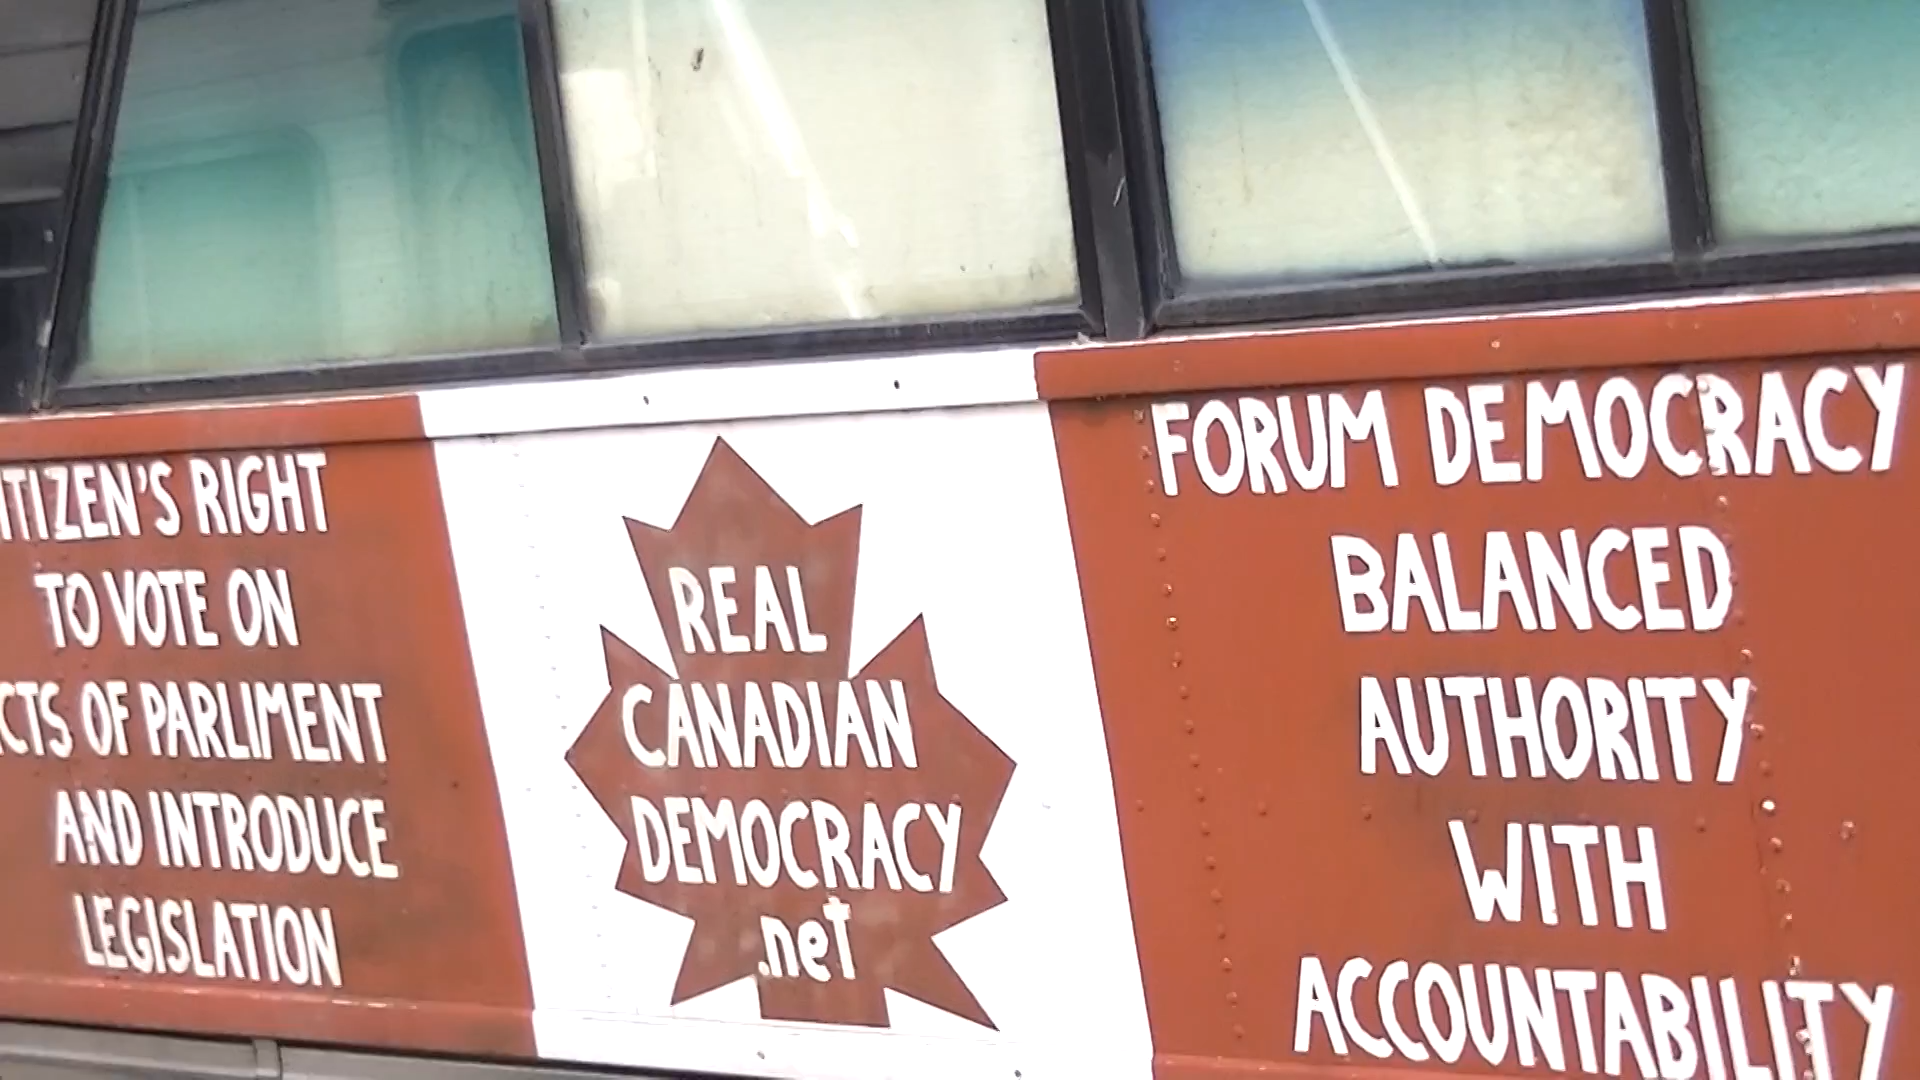 ITIZEN'S RIGHT
TO VOTE ON
CTS OF PARLIMENT
AND INTRODUCE
LEGISLATION
REAL
CANADIAN
DEMOCRACY
.net
FORUM DEMOCRACY
BALANCED
AUTHORITY
WITH
ACCOUNTABILITY